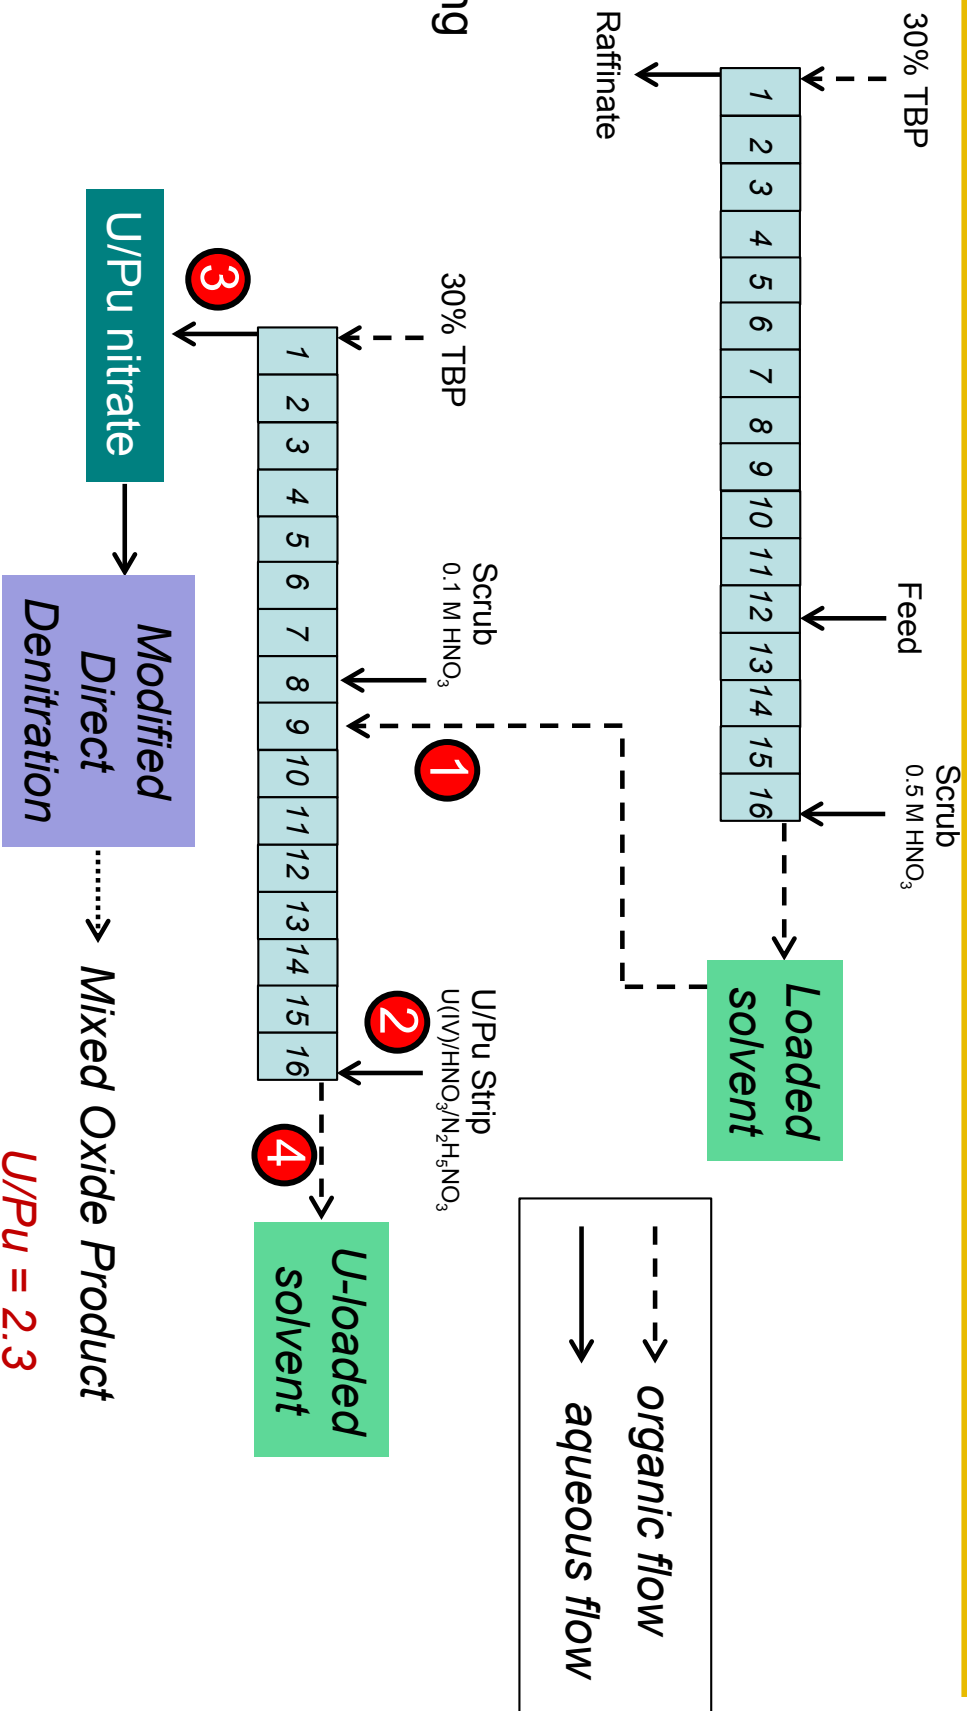 30% TBP
Feed
Scrub
0.5 M HNO₃
1 2 3 4 5 6 7 8 9 10 11 12 13 14 15 16
Raffinate
Loaded
solvent
organic flow
aqueous flow
ng
30% TBP
Scrub
0.1 M HNO₃
1
U/Pu Strip
U(IV)/HNO₃/N₂H₅NO₃
2
1 2 3 4 5 6 7 8 9 10 11 12 13 14 15 16
3
4
U-loaded
solvent
U/Pu nitrate
Modified
Direct
Denitration
Mixed Oxide Product
U/Pu = 2.3